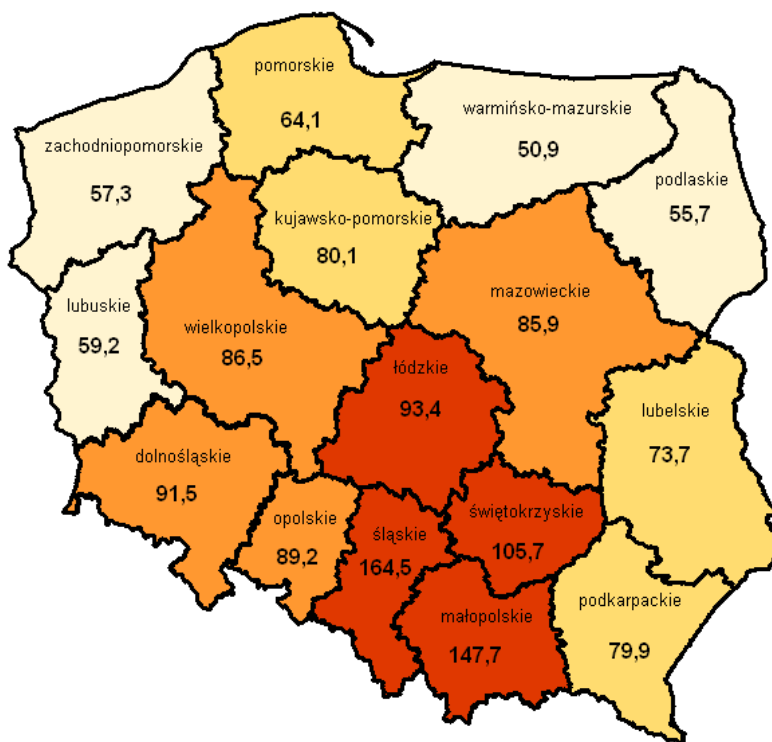 pomorskie
64,1
warmińsko-mazurskie
50,9
zachodniopomorskie
57,3
podlaskie
55,7
kujawsko-pomorskie
80,1
mazowieckie
85,9
lubuskie
59,2
wielkopolskie
86,5
łódzkie
93,4
lubelskie
73,7
dolnośląskie
91,5
opolskie
89,2
śląskie
164,5
świętokrzyskie
105,7
małopolskie
147,7
podkarpackie
79,9